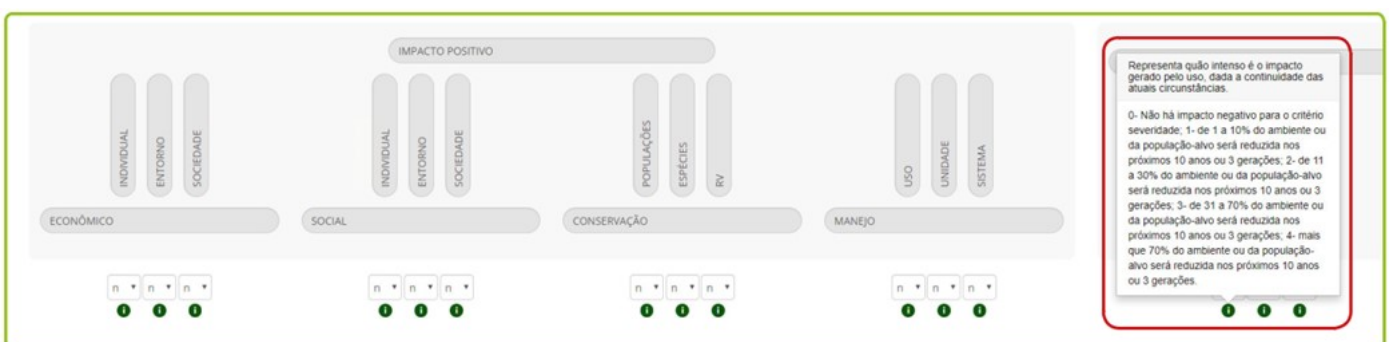 IMPACTO POSITIVO
INDIVIDUAL
ENTORNO
SOCIEDADE
INDIVIDUAL
ENTORNO
SOCIEDADE
POPULAÇÕES
ESPÉCIES
RV
USO
UNIDADE
SISTEMA
ECONÔMICO
SOCIAL
CONSERVAÇÃO
MANEJO
n n n
n n n
n n n
n n n
Representa quão intenso é o impacto
gerado pelo uso, dada a continuidade das
atuais circunstâncias.
0- Não há impacto negativo para o critério
severidade; 1- de 1 a 10% do ambiente ou
da população-alvo será reduzida nos
próximos 10 anos ou 3 gerações; 2- de 11
a 30% do ambiente ou da população-alvo
será reduzida nos próximos 10 anos ou 3
gerações; 3- de 31 a 70% do ambiente ou
da população-alvo será reduzida nos
próximos 10 anos ou 3 gerações; 4- mais
que 70% do ambiente ou da população-
alvo será reduzida nos próximos 10 anos
ou 3 gerações.